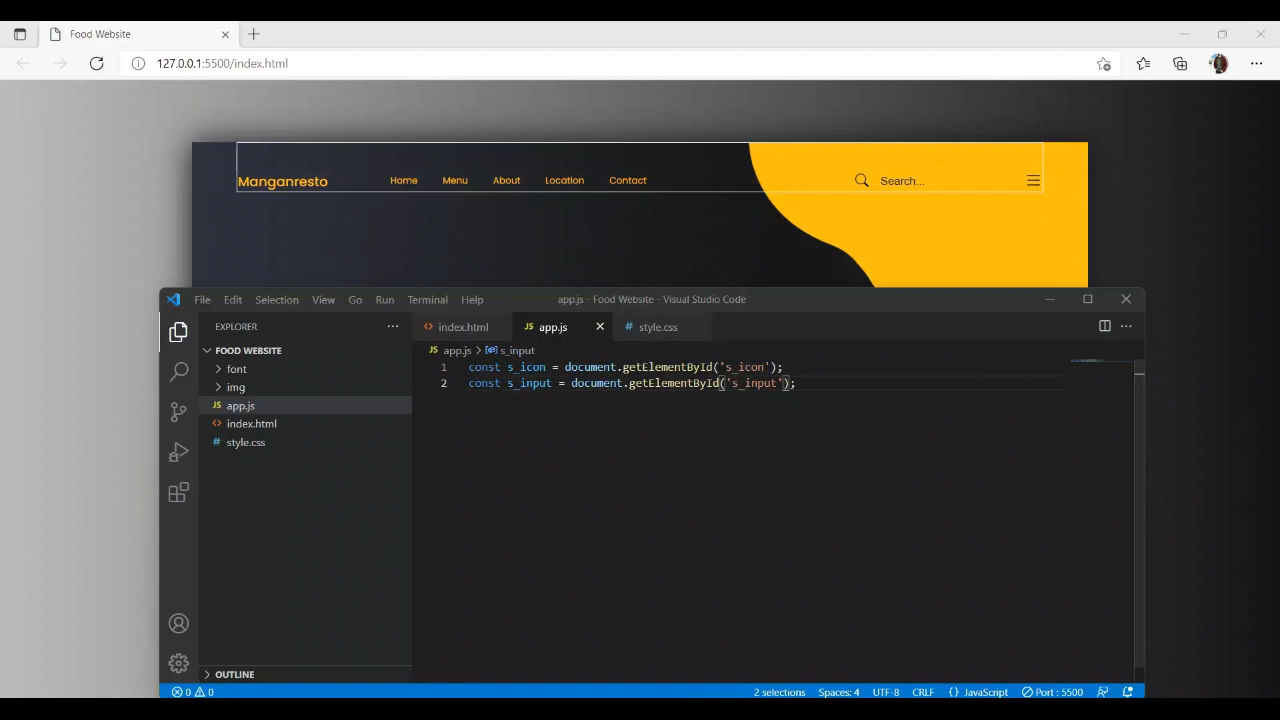 Food Website
127.0.0.1:5500/index.html
Manganresto Home Menu About Location Contact Search...
File Edit Selection View Go Run Terminal Help app.js - Food Website - Visual Studio Code
EXPLORER index.html JS app.js # style.css
FOOD WEBSITE JS app.js > s_input
font
img
JS app.js
index.html
# style.css
1 const s_icon = document.getElementById('s_icon');
2 const s_input = document.getElementById('s_input');
OUTLINE
0 0 2 selections Spaces: 4 UTF-8 CRLF {} JavaScript Port : 5500